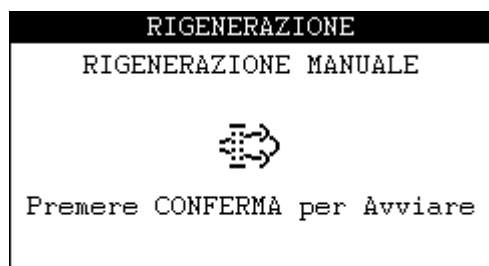 RIGENERAZIONE
RIGENERAZIONE MANUALE
Premere CONFERMA per Avviare